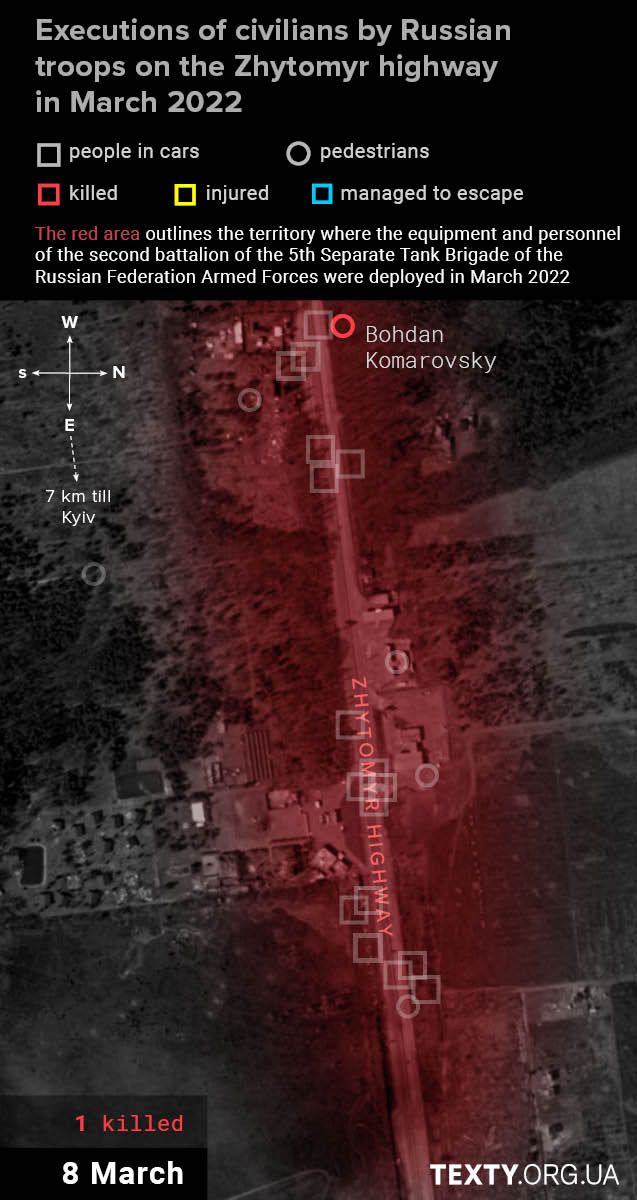 Executions of civilians by Russian
troops on the Zhytomyr highway
in March 2022
people in cars
pedestrians
killed
injured
managed to escape
The red area outlines the territory where the equipment and personnel
of the second battalion of the 5th Separate Tank Brigade of the
Russian Federation Armed Forces were deployed in March 2022
W
s
N
E
7 km till
Kyiv
Bohdan
Komarovsky
ZHYTOMYR HIGHWAY
1 killed
8 March
TEXTY.ORG.UA